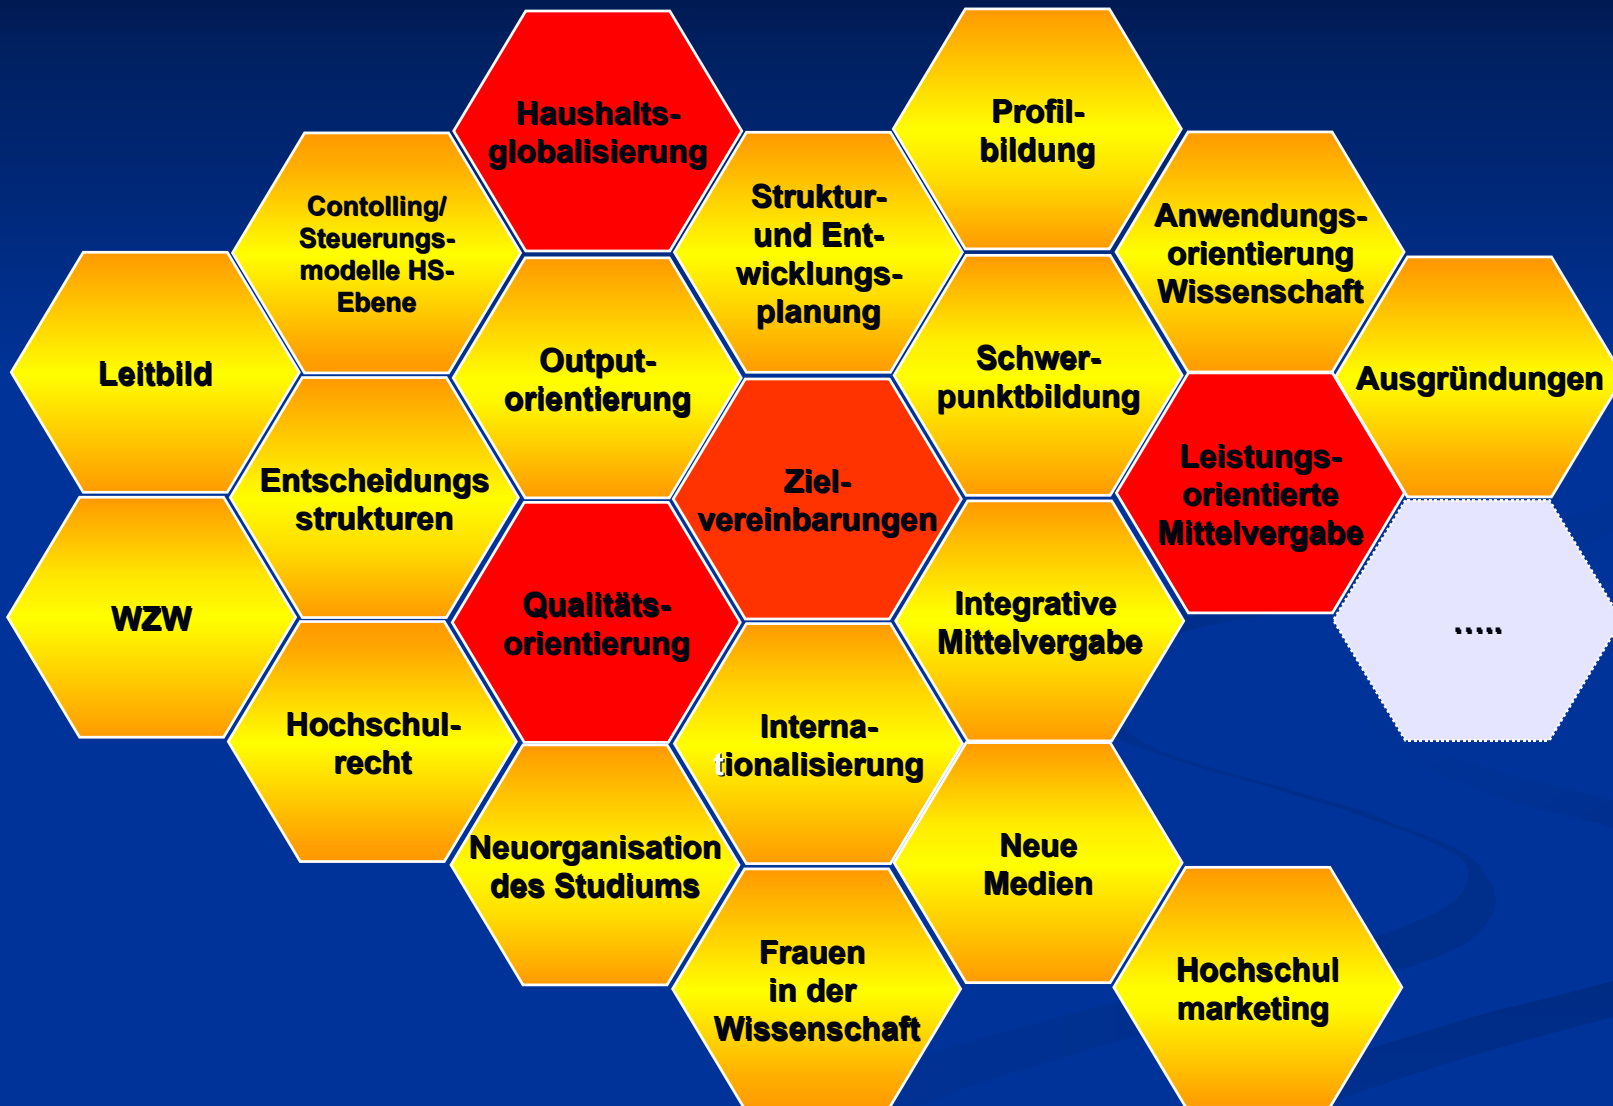 Haushalts-
globalisierung
Profil-
bildung
Contolling/
Steuerungs-
modelle HS-
Ebene
Struktur-
und Ent-
wicklungs-
planung
Anwendungs-
orientierung
Wissenschaft
Leitbild
Output-
orientierung
Schwer-
punktbildung
Ausgründungen
Entscheidungs
strukturen
Ziel-
vereinbarungen
Leistungs-
orientierte
Mittelvergabe
WZW
Qualitäts-
orientierung
Integrative
Mittelvergabe
.....
Hochschul-
recht
Interna-
tionalisierung
Neuorganisation
des Studiums
Neue
Medien
Frauen
in der
Wissenschaft
Hochschul
marketing